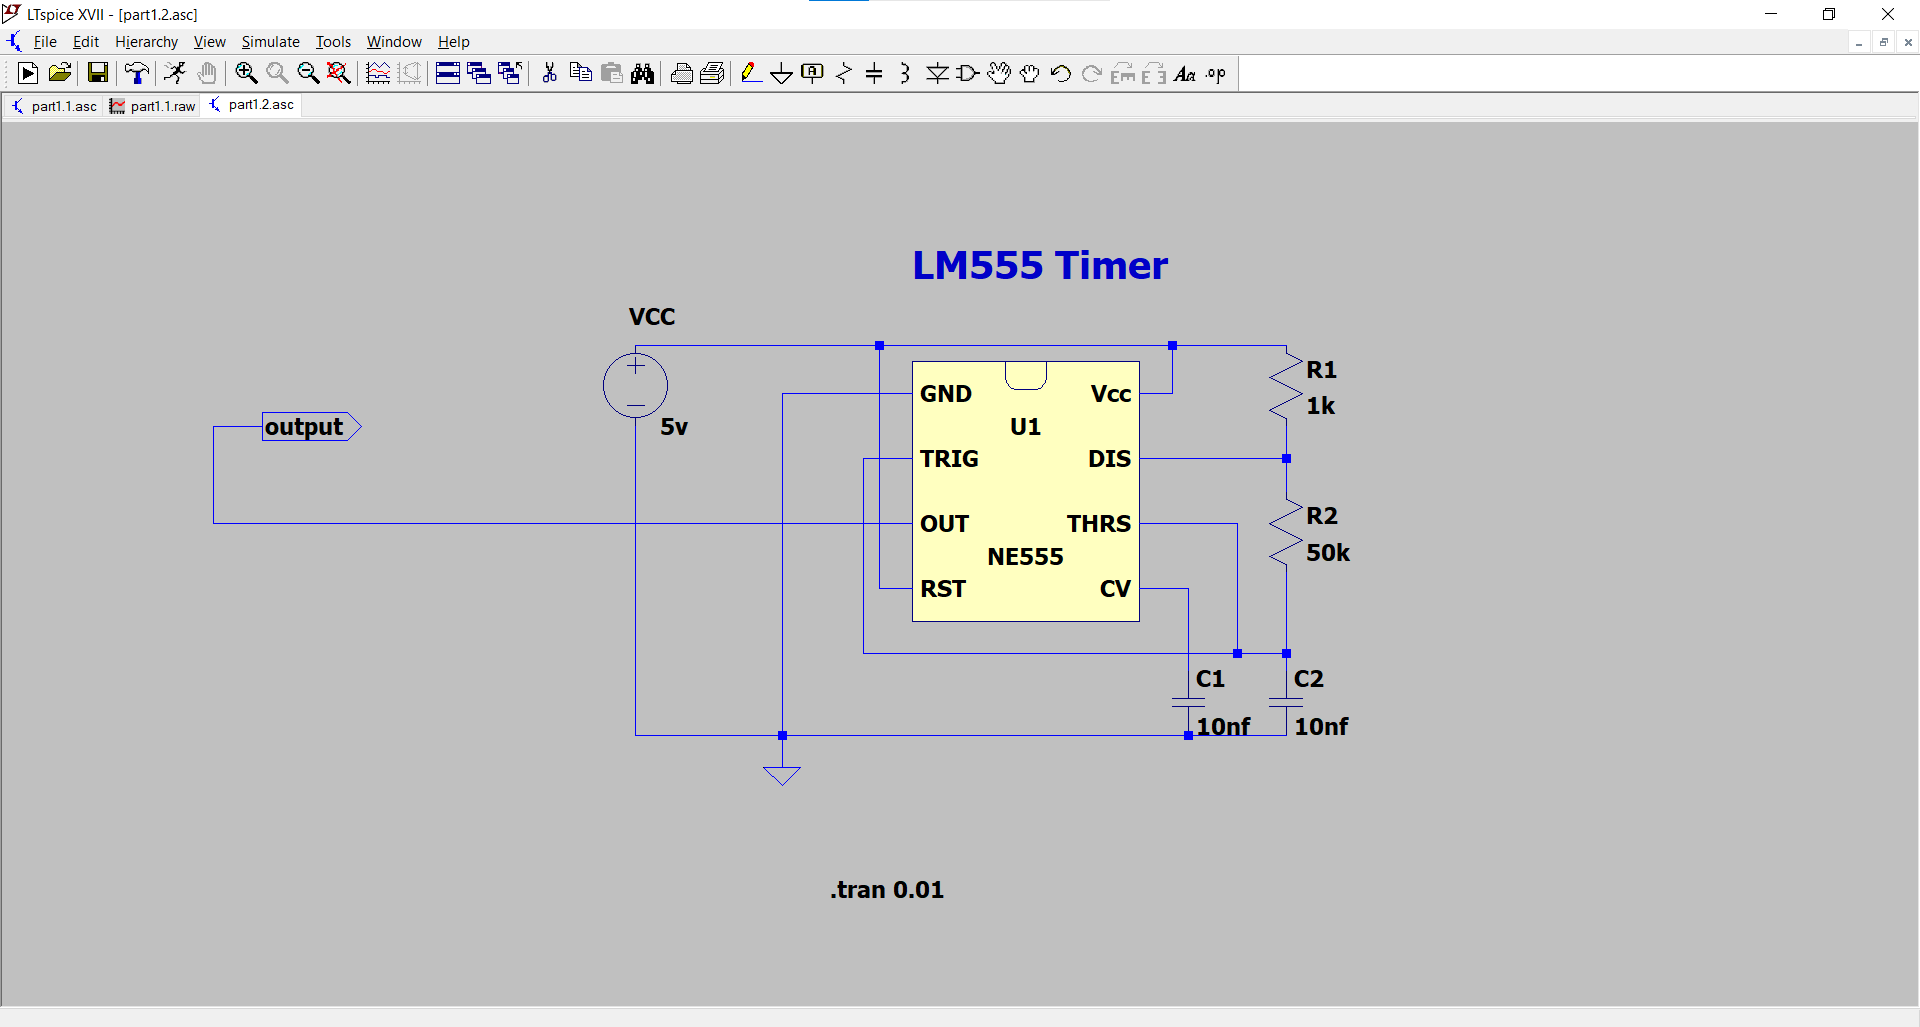 LTspice XVII - [part1.2.asc]
File Edit Hierarchy View Simulate Tools Window Help
Aa .op
part1.1.asc part1.1.raw part1.2.asc
LM555 Timer
VCC
R1
1k
GND Vcc
U1
output
5v
TRIG DIS
R2
OUT THRS
50k
NE555
RST CV
C1 C2
10nf 10nf
.tran 0.01